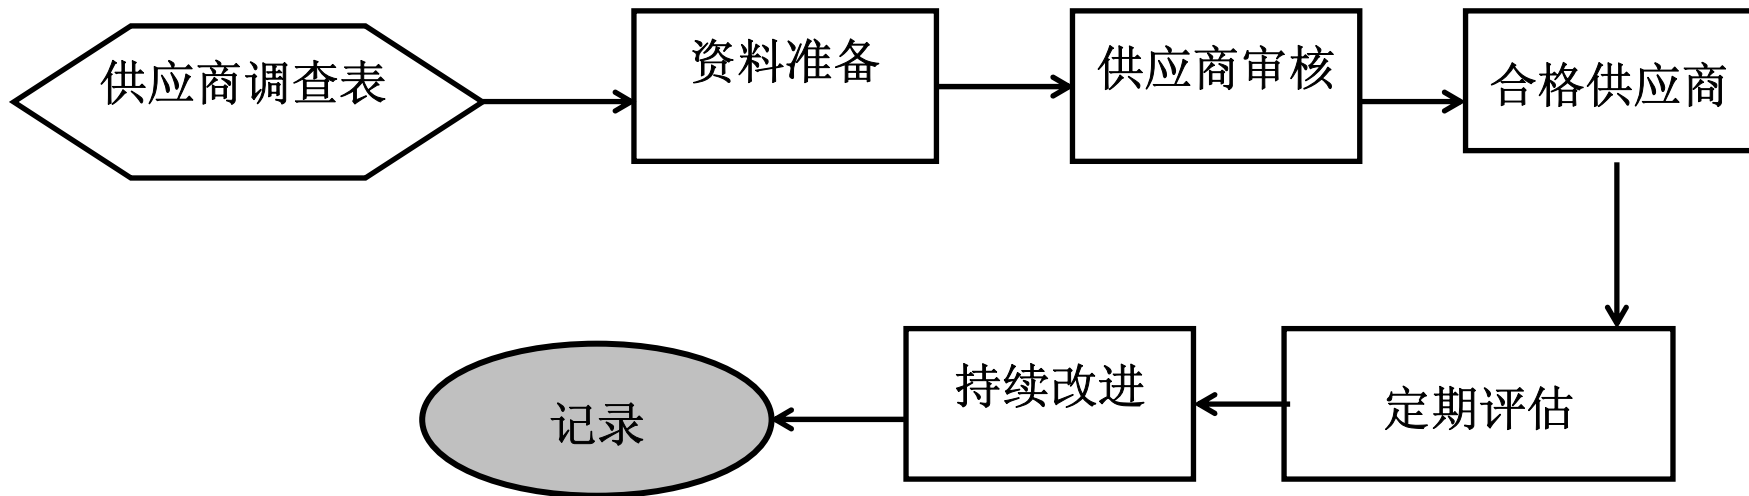 供应商调查表
资料准备
供应商审核
合格供应商
定期评估
持续改进
记录